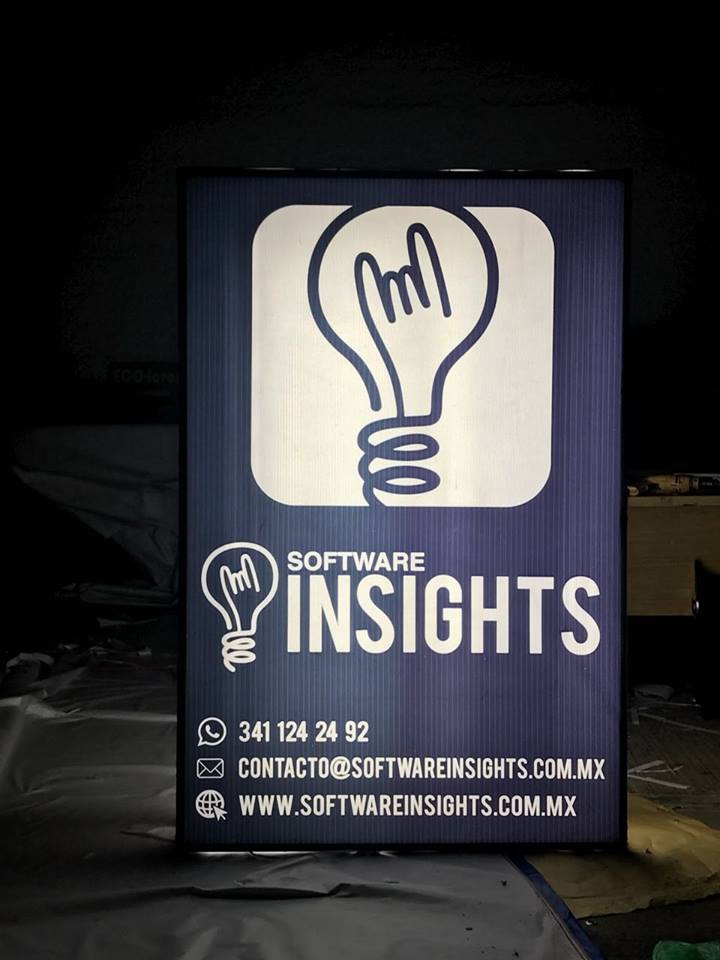 SOFTWARE
INSIGHTS
341 124 24 92
CONTACTO@SOFTWAREINSIGHTS.COM.MX
WWW.SOFTWAREINSIGHTS.COM.MX